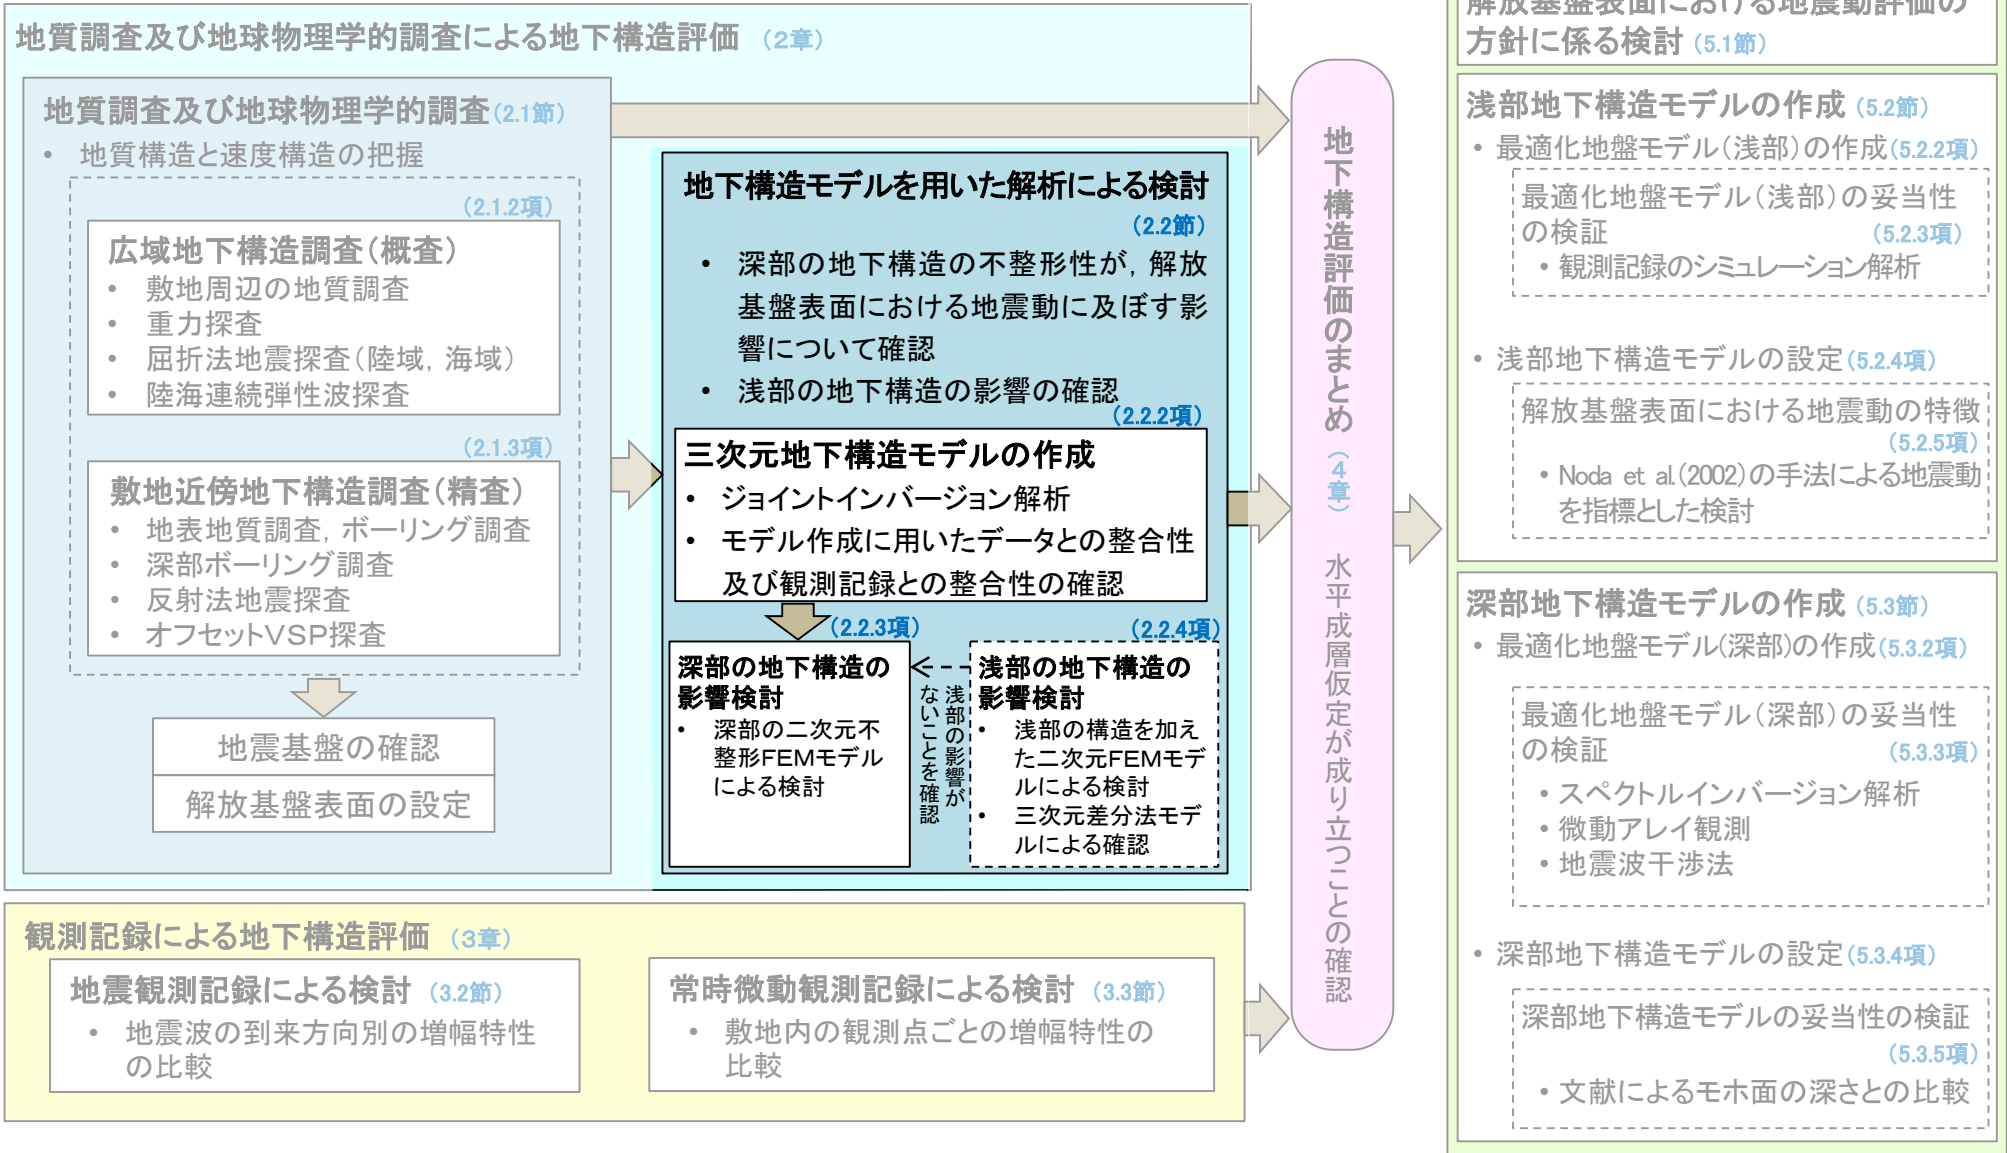 地質調査及び地球物理学的調査による地下構造評価 (2章)
地質調査及び地球物理学的調査(2.1節)
• 地質構造と速度構造の把握
(2.1.2項)
広域地下構造調査(概査)
• 敷地周辺の地質調査
• 重力探査
• 屈折法地震探査(陸域, 海域)
• 陸海連続弾性波探査
(2.1.3項)
敷地近傍地下構造調査(精査)
• 地表地質調査, ボーリング調査
• 深部ボーリング調査
• 反射法地震探査
• オフセットVSP探査
地震基盤の確認
解放基盤表面の設定
地下構造モデルを用いた解析による検討
(2.2節)
• 深部の地下構造の不整形性が, 解放
基盤表面における地震動に及ぼす影
響について確認
• 浅部の地下構造の影響の確認
(2.2.2項)
三次元地下構造モデルの作成
• ジョイントインバージョン解析
• モデル作成に用いたデータとの整合性
及び観測記録との整合性の確認
(2.2.3項)
深部の地下構造の
影響検討
• 深部の二次元不
整形FEMモデル
による検討
浅部の影響が
ないことを確認
(2.2.4項)
浅部の地下構造の
影響検討
• 浅部の構造を加え
た二次元FEMモデ
ルによる検討
• 三次元差分法モデ
ルによる確認
観測記録による地下構造評価 (3章)
地震観測記録による検討 (3.2節)
• 地震波の到来方向別の増幅特性
の比較
常時微動観測記録による検討 (3.3節)
• 敷地内の観測点ごとの増幅特性の
比較
地下構造評価のまとめ(4章) 水平成層仮定が成り立つことの確認
解放基盤表面における地震動評価の
方針に係る検討(5.1節)
浅部地下構造モデルの作成(5.2節)
• 最適化地盤モデル(浅部)の作成(5.2.2項)
最適化地盤モデル(浅部)の妥当性
の検証 (5.2.3項)
• 観測記録のシミュレーション解析
• 浅部地下構造モデルの設定(5.2.4項)
解放基盤表面における地震動の特徴
(5.2.5項)
• Noda et al.(2002)の手法による地震動
を指標とした検討
深部地下構造モデルの作成(5.3節)
• 最適化地盤モデル(深部)の作成(5.3.2項)
最適化地盤モデル(深部)の妥当性
の検証 (5.3.3項)
• スペクトルインバージョン解析
• 微動アレイ観測
• 地震波干渉法
• 深部地下構造モデルの設定(5.3.4項)
深部地下構造モデルの妥当性の検証
(5.3.5項)
• 文献によるモホ面の深さとの比較